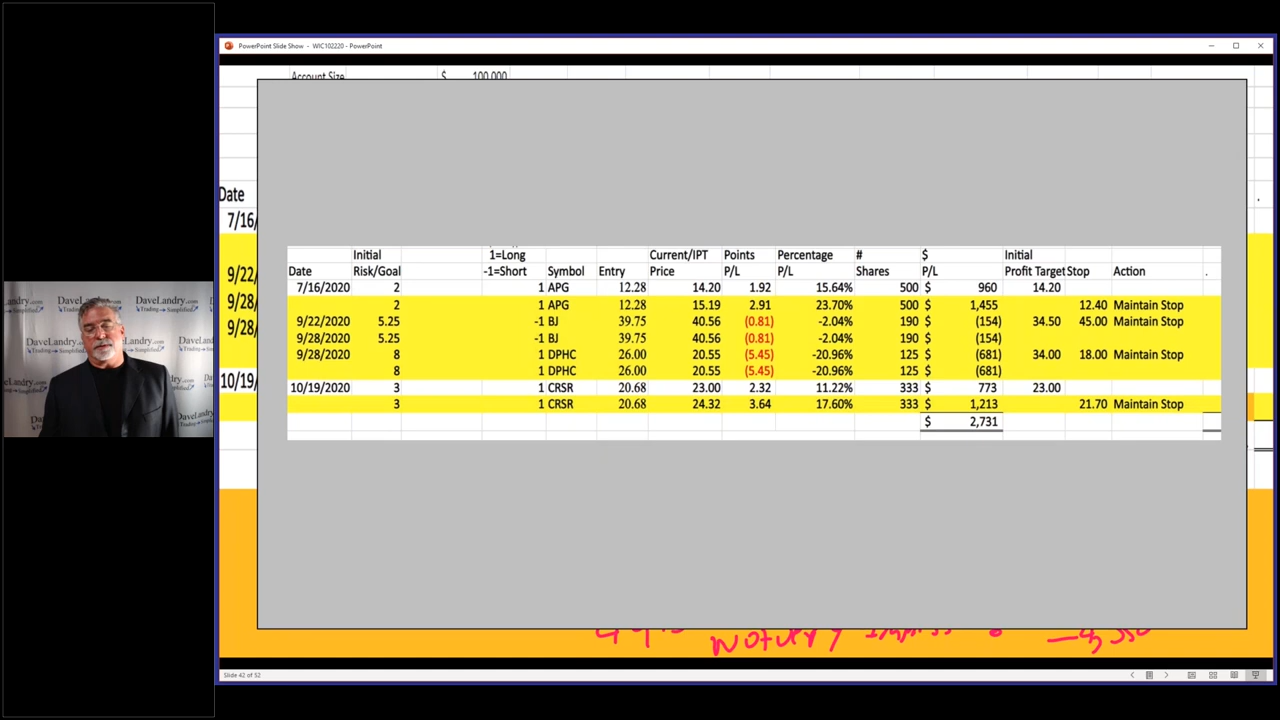 PowerPoint Slide Show - WIC102220 - PowerPoint
Account Size $ 100,000
Date
7/16/
9/22/
9/28/
9/28/
10/19/
Initial 1=Long Current/IPT Points Percentage # $ Initial
Date Risk/Goal -1=Short Symbol Entry Price P/L P/L Shares P/L Profit Target Stop Action .
7/16/2020 2 1 APG 12.28 14.20 1.92 15.64% 500 $ 960 14.20
2 1 APG 12.28 15.19 2.91 23.70% 500 $ 1,455 12.40 Maintain Stop
9/22/2020 5.25 -1 BJ 39.75 40.56 (0.81) -2.04% 190 $ (154) 34.50 45.00 Maintain Stop
9/28/2020 5.25 -1 BJ 39.75 40.56 (0.81) -2.04% 190 $ (154)
9/28/2020 8 1 DPHC 26.00 20.55 (5.45) -20.96% 125 $ (681) 34.00 18.00 Maintain Stop
8 1 DPHC 26.00 20.55 (5.45) -20.96% 125 $ (681)
10/19/2020 3 1 CRSR 20.68 23.00 2.32 11.22% 333 $ 773 23.00
3 1 CRSR 20.68 24.32 3.64 17.60% 333 $ 1,213 21.70 Maintain Stop
$ 2,731
DaveLandry.com
Trading Simplified
Slide 42 of 52